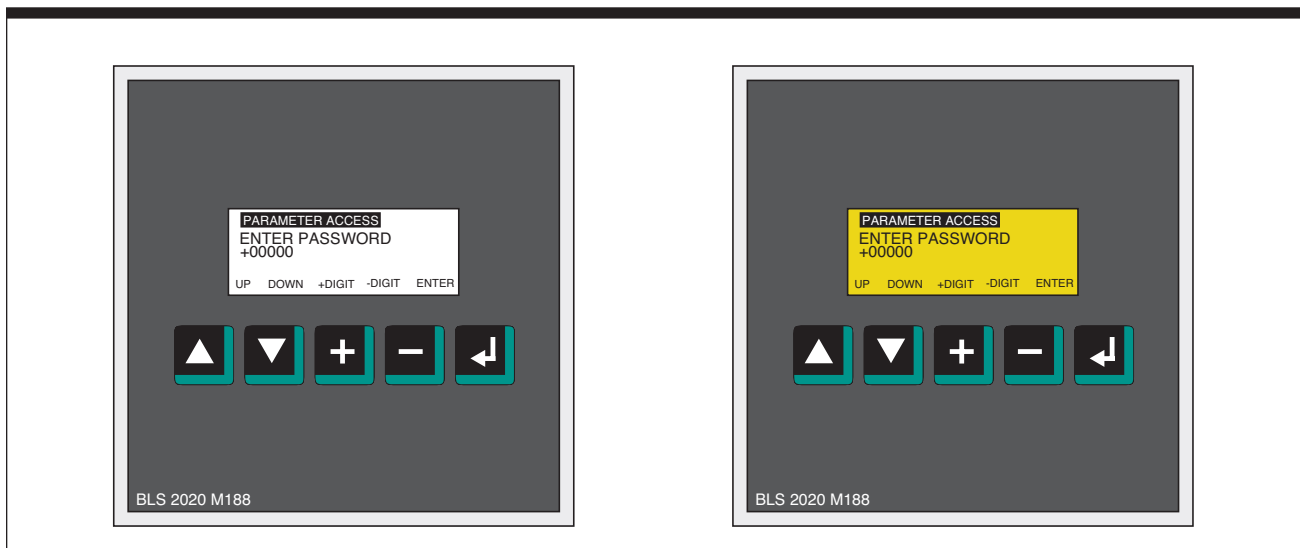 PARAMETER ACCESS
ENTER PASSWORD
+00000
UP DOWN +DIGIT -DIGIT ENTER
BLS 2020 M188
PARAMETER ACCESS
ENTER PASSWORD
+00000
UP DOWN +DIGIT -DIGIT ENTER
BLS 2020 M188